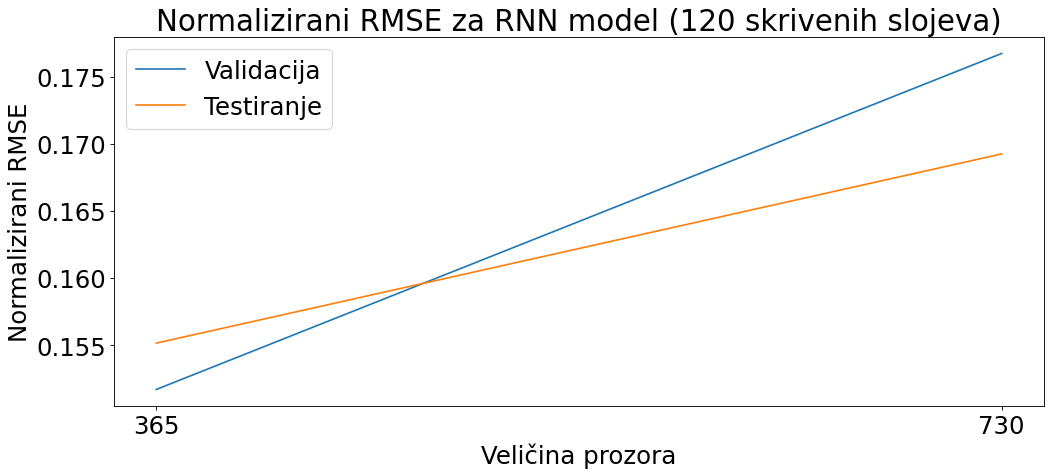 Normalizirani RMSE za RNN model (120 skrivenih slojeva)
Validacija
Testiranje
Normalizirani RMSE
0.175
0.170
0.165
0.160
0.155
365
730
Veličina prozora